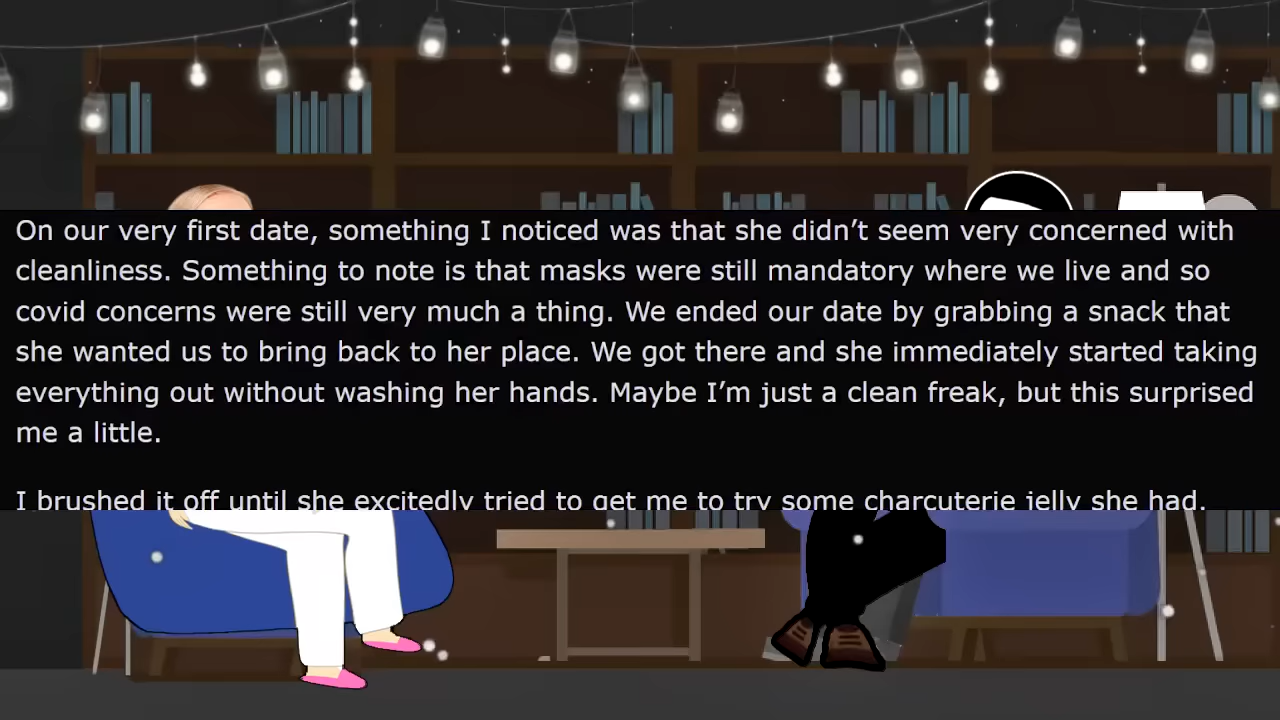 On our very first date, something I noticed was that she didn’t seem very concerned with
cleanliness. Something to note is that masks were still mandatory where we live and so
covid concerns were still very much a thing. We ended our date by grabbing a snack that
she wanted us to bring back to her place. We got there and she immediately started taking
everything out without washing her hands. Maybe I’m just a clean freak, but this surprised
me a little.
I brushed it off until she excitedly tried to get me to try some charcuterie jelly she had.